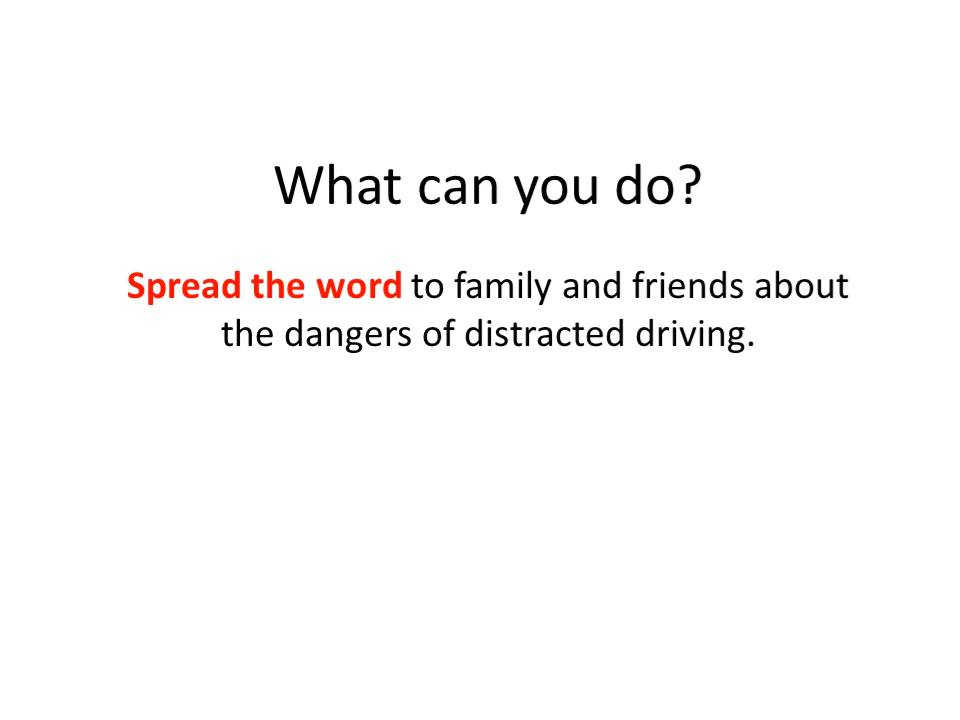 What can you do?
Spread the word to family and friends about
the dangers of distracted driving.